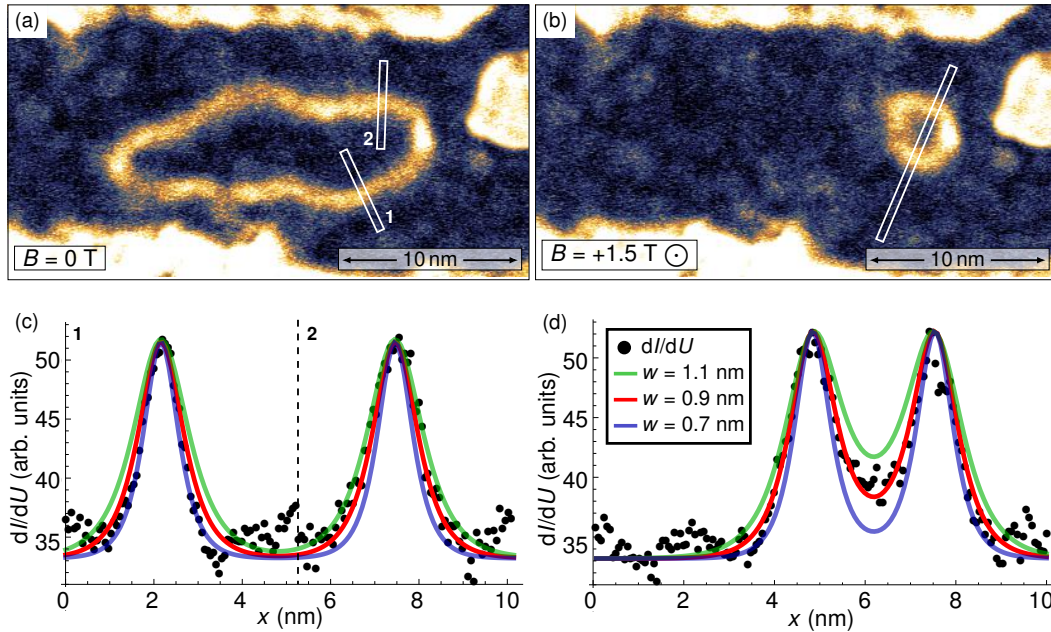 (a)
2
1
B = 0 T
10 nm
(b)
B = +1.5 T ⊙
10 nm
(c)
1
2
50
45
40
35
dI/dU (arb. units)
0
2
4
6
8
10
x (nm)
(d)
dI/dU
w = 1.1 nm
w = 0.9 nm
w = 0.7 nm
50
45
40
35
dI/dU (arb. units)
0
2
4
6
8
10
x (nm)